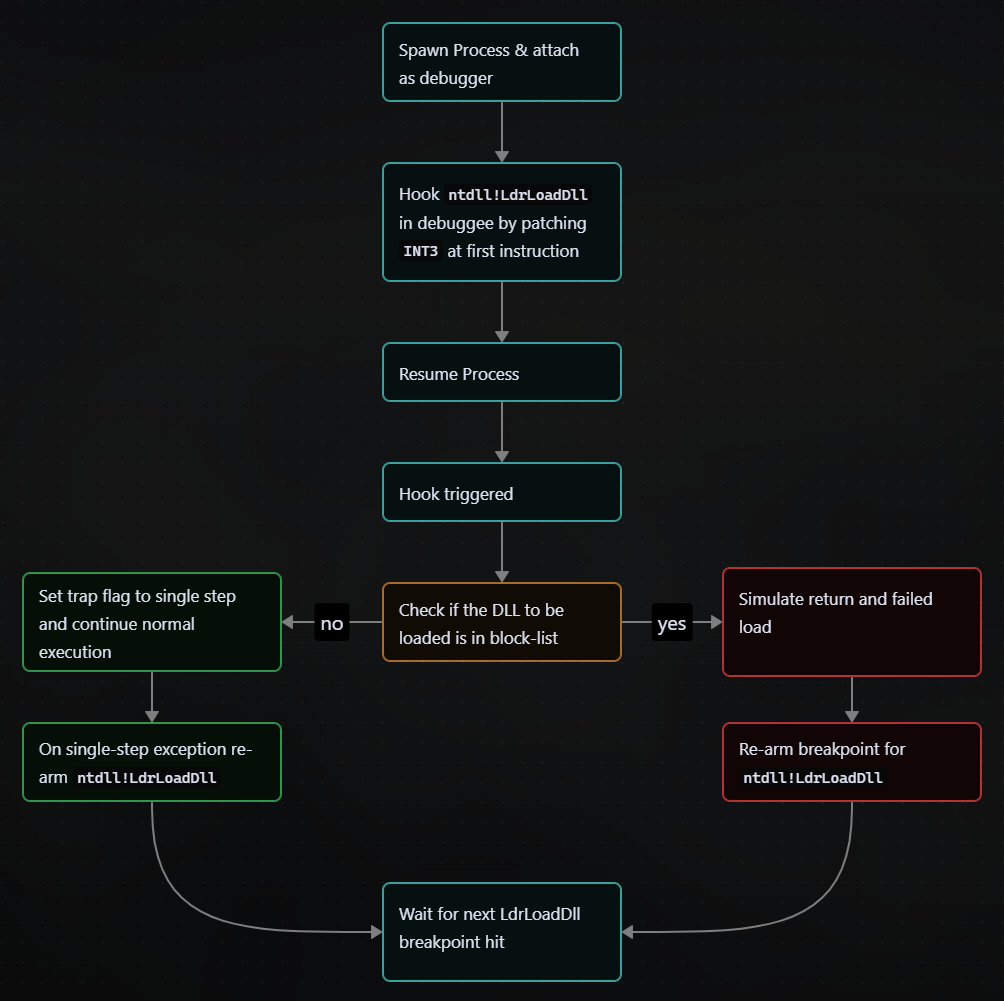 Spawn Process & attach
as debugger
Hook ntdll!LdrLoadDll
in debuggee by patching
INT3 at first instruction
Resume Process
Hook triggered
Check if the DLL to be
loaded is in block-list
no
yes
Set trap flag to single step
and continue normal
execution
Simulate return and failed
load
On single-step exception re-
arm ntdll!LdrLoadDll
Re-arm breakpoint for
ntdll!LdrLoadDll
Wait for next LdrLoadDll
breakpoint hit